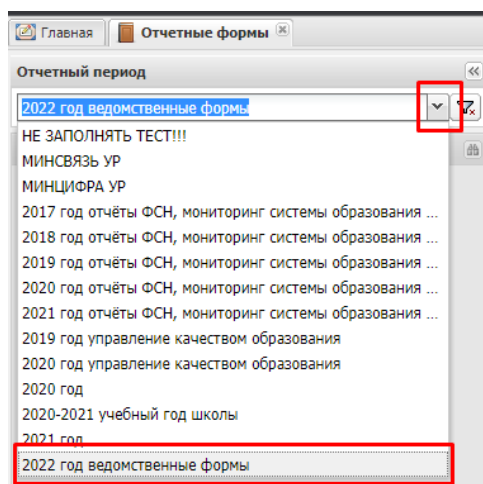 Главная Отчетные формы
Отчетный период
2022 год ведомственные формы
НЕ ЗАПОЛНЯТЬ ТЕСТ!!!
МИНСВЯЗЬ УР
МИНЦИФРА УР
2017 год отчёты ФСН, мониторинг системы образования ...
2018 год отчёты ФСН, мониторинг системы образования ...
2019 год отчёты ФСН, мониторинг системы образования ...
2020 год отчёты ФСН, мониторинг системы образования ...
2021 год отчёты ФСН, мониторинг системы образования ...
2019 год управление качеством образования
2020 год управление качеством образования
2020 год
2020-2021 учебный год школы
2021 год
2022 год ведомственные формы